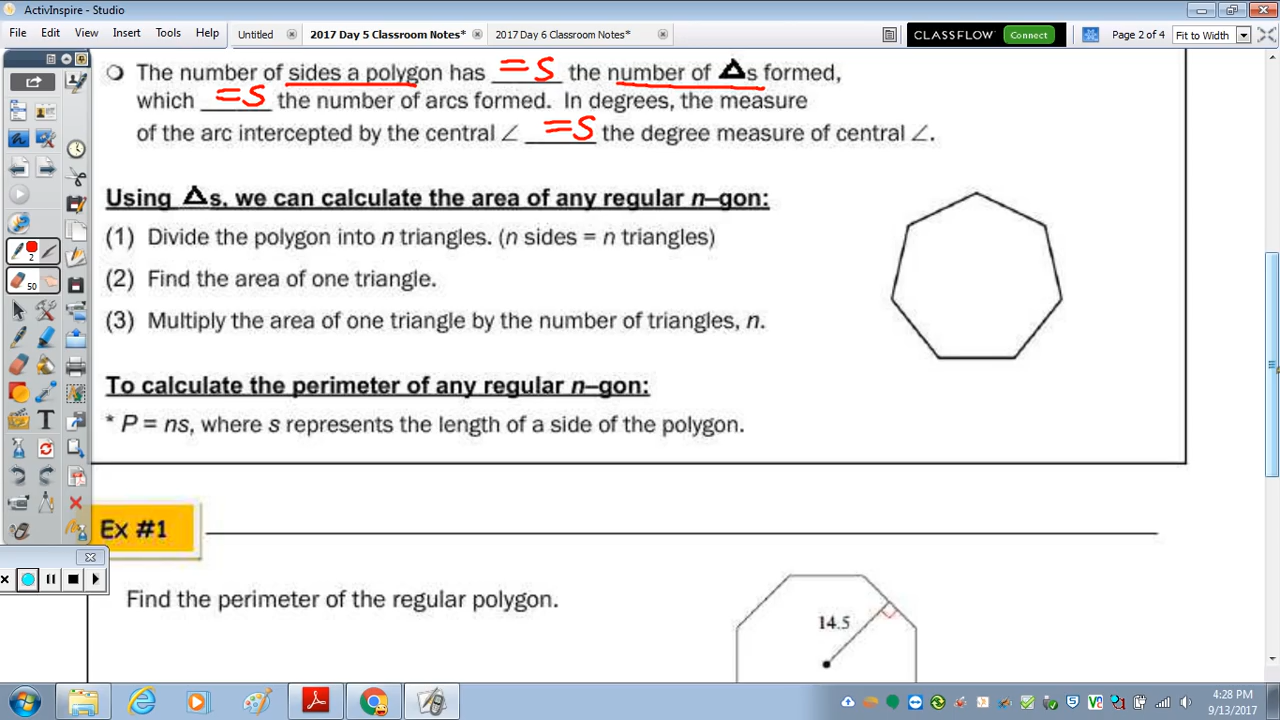 ActivInspire - Studio
File Edit View Insert Tools Help Untitled 2017 Day 5 Classroom Notes* 2017 Day 6 Classroom Notes* CLASSFLOW Connect Page 2 of 4 Fit to Width
The number of sides a polygon has =s the number of Δs formed,
which =s the number of arcs formed. In degrees, the measure
of the arc intercepted by the central ∠ =s the degree measure of central ∠.
Using Δs, we can calculate the area of any regular n–gon:
(1) Divide the polygon into n triangles. (n sides = n triangles)
(2) Find the area of one triangle.
(3) Multiply the area of one triangle by the number of triangles, n.
To calculate the perimeter of any regular n–gon:
* P = ns, where s represents the length of a side of the polygon.
2
50
Ex #1
Find the perimeter of the regular polygon.
14.5
4:28 PM
9/13/2017